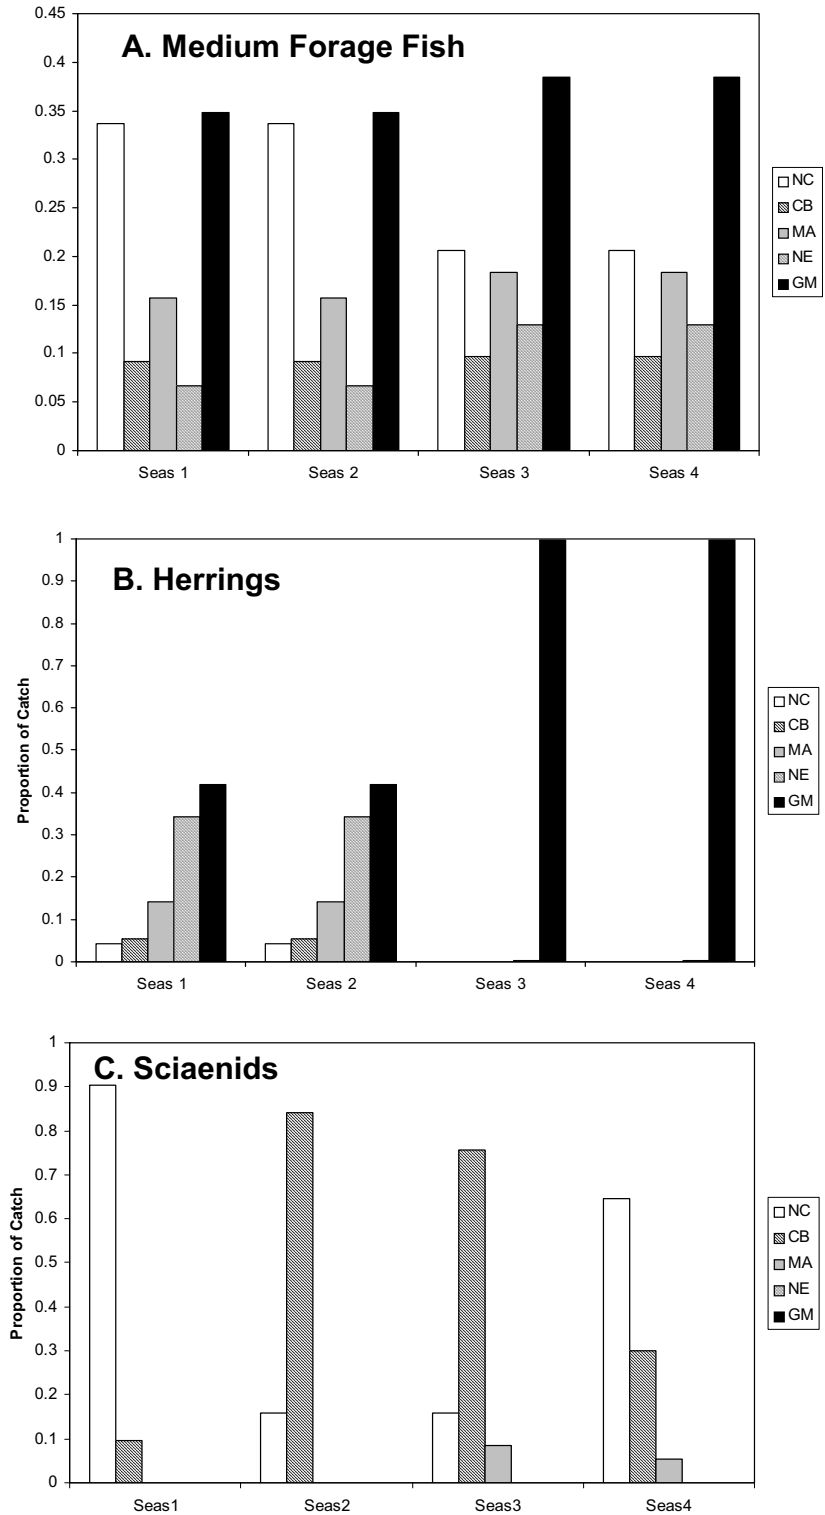 A. Medium Forage Fish
0.45
0.4
0.35
0.3
0.25
0.2
0.15
0.1
0.05
0
Seas 1 Seas 2 Seas 3 Seas 4
NC
CB
MA
NE
GM
B. Herrings
Proportion of Catch
1
0.9
0.8
0.7
0.6
0.5
0.4
0.3
0.2
0.1
0
Seas 1 Seas 2 Seas 3 Seas 4
NC
CB
MA
NE
GM
C. Sciaenids
Proportion of Catch
1
0.9
0.8
0.7
0.6
0.5
0.4
0.3
0.2
0.1
0
Seas1 Seas2 Seas3 Seas4
NC
CB
MA
NE
GM